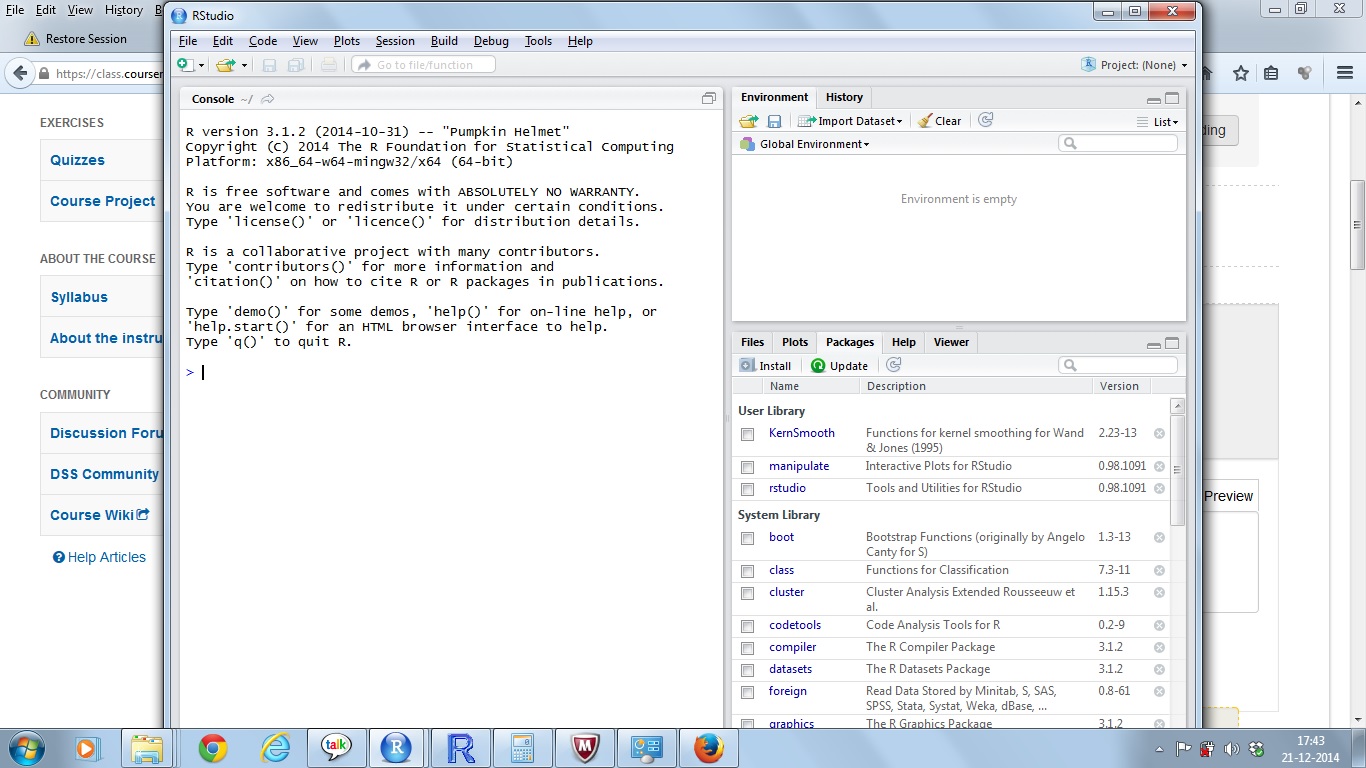 File Edit View History B
Restore Session
https://class.courser
EXERCISES
Quizzes
Course Project
ABOUT THE COURSE
Syllabus
About the instru
COMMUNITY
Discussion Foru
DSS Community
Course Wiki
Help Articles
RStudio
File Edit Code View Plots Session Build Debug Tools Help
Go to file/function
Project: (None)
Console ~/
R version 3.1.2 (2014-10-31) -- "Pumpkin Helmet"
Copyright (C) 2014 The R Foundation for Statistical Computing
Platform: x86_64-w64-mingw32/x64 (64-bit)
R is free software and comes with ABSOLUTELY NO WARRANTY.
You are welcome to redistribute it under certain conditions.
Type 'license()' or 'licence()' for distribution details.
R is a collaborative project with many contributors.
Type 'contributors()' for more information and
'citation()' on how to cite R or R packages in publications.
Type 'demo()' for some demos, 'help()' for on-line help, or
'help.start()' for an HTML browser interface to help.
Type 'q()' to quit R.
>
Environment History
Import Dataset Clear List
Global Environment
Environment is empty
Files Plots Packages Help Viewer
Install Update
Name Description Version
User Library
KernSmooth Functions for kernel smoothing for Wand 2.23-13
& Jones (1995)
manipulate Interactive Plots for RStudio 0.98.1091
rstudio Tools and Utilities for RStudio 0.98.1091
System Library
boot Bootstrap Functions (originally by Angelo 1.3-13
Canty for S)
class Functions for Classification 7.3-11
cluster Cluster Analysis Extended Rousseeuw et 1.15.3
al.
codetools Code Analysis Tools for R 0.2-9
compiler The R Compiler Package 3.1.2
datasets The R Datasets Package 3.1.2
foreign Read Data Stored by Minitab, S, SAS, 0.8-61
SPSS, Stata, Systat, Weka, dBase, ...
graphics The R Graphics Package 3.1.2
ding
Preview
talk
17:43
21-12-2014